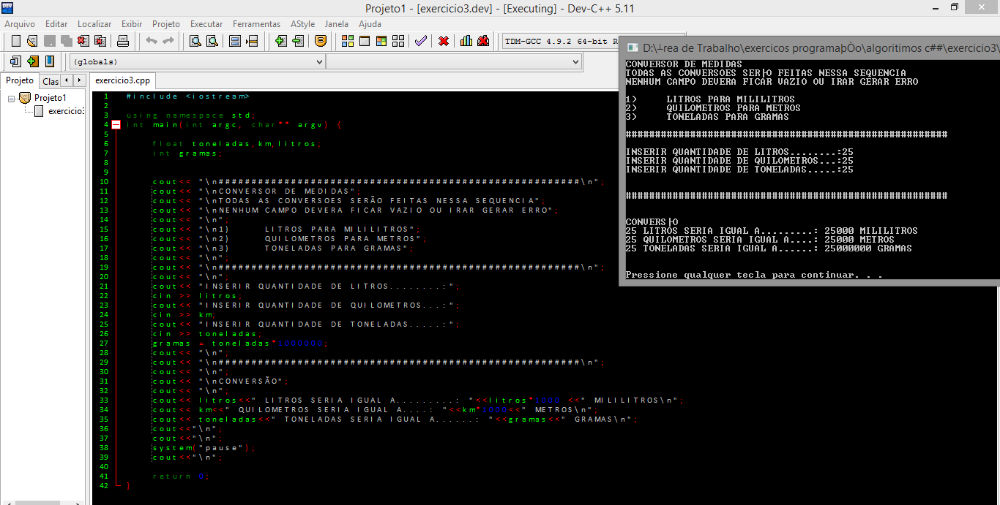 Projeto1 - [exercicio3.dev] - [Executing] - Dev-C++ 5.11
Arquivo Editar Localizar Exibir Projeto Executar Ferramentas AStyle Janela Ajuda
TDM-GCC 4.9.2 64-bit R
(globals)
Projeto Clas
exercicio3.cpp
Projeto1
exercicio3
1 #include <iostream>
2
3 using namespace std;
4 int main(int argc, char** argv) {
5
6 float toneladas,km,litros;
7 int gramas;
8
9
10 cout<< "\n#######################################################\n";
11 cout<< "\nCONVERSOR DE MEDIDAS";
12 cout<< "\nTODAS AS CONVERSOES SERÃO FEITAS NESSA SEQUENCIA";
13 cout<< "\nNENHUM CAMPO DEVERA FICAR VAZIO OU IRAR GERAR ERRO";
14 cout<< "\n";
15 cout<< "\n1)     LITROS PARA MILILITROS";
16 cout<< "\n2)     QUILOMETROS PARA METROS";
17 cout<< "\n3)     TONELADAS PARA GRAMAS";
18 cout<< "\n";
19 cout<< "\n#######################################################\n";
20 cout<< "\n";
21 cout<< "INSERIR QUANTIDADE DE LITROS........:";
22 cin >> litros;
23 cout<< "INSERIR QUANTIDADE DE QUILOMETROS...:";
24 cin >> km;
25 cout<< "INSERIR QUANTIDADE DE TONELADAS.....:";
26 cin >> toneladas;
27 gramas = toneladas*1000000;
28 cout<< "\n";
29 cout<< "\n#######################################################\n";
30 cout<< "\n";
31 cout<< "\nCONVERSÃO";
32 cout<< "\n";
33 cout<< litros<<" LITROS SERIA IGUAL A.........: "<<litros*1000 <<" MILILITROS\n";
34 cout<< km<<" QUILOMETROS SERIA IGUAL A....: "<<km*1000<<" METROS\n";
35 cout<< toneladas<<" TONELADAS SERIA IGUAL A......: "<<gramas<<" GRAMAS\n";
36 cout<<"\n";
37 cout<<"\n";
38 system("pause");
39 cout<<"\n";
40
41 return 0;
42 }
D:\┴rea de Trabalho\exercicos programaþÒo\algoritimos c##\exercicio3\
CONVERSOR DE MEDIDAS
TODAS AS CONVERSOES SER├O FEITAS NESSA SEQUENCIA
NENHUM CAMPO DEVERA FICAR VAZIO OU IRAR GERAR ERRO
1)     LITROS PARA MILILITROS
2)     QUILOMETROS PARA METROS
3)     TONELADAS PARA GRAMAS
#######################################################
INSERIR QUANTIDADE DE LITROS........:25
INSERIR QUANTIDADE DE QUILOMETROS...:25
INSERIR QUANTIDADE DE TONELADAS.....:25
#######################################################
CONVERS├O
25 LITROS SERIA IGUAL A.........: 25000 MILILITROS
25 QUILOMETROS SERIA IGUAL A....: 25000 METROS
25 TONELADAS SERIA IGUAL A......: 25000000 GRAMAS
Pressione qualquer tecla para continuar. . .